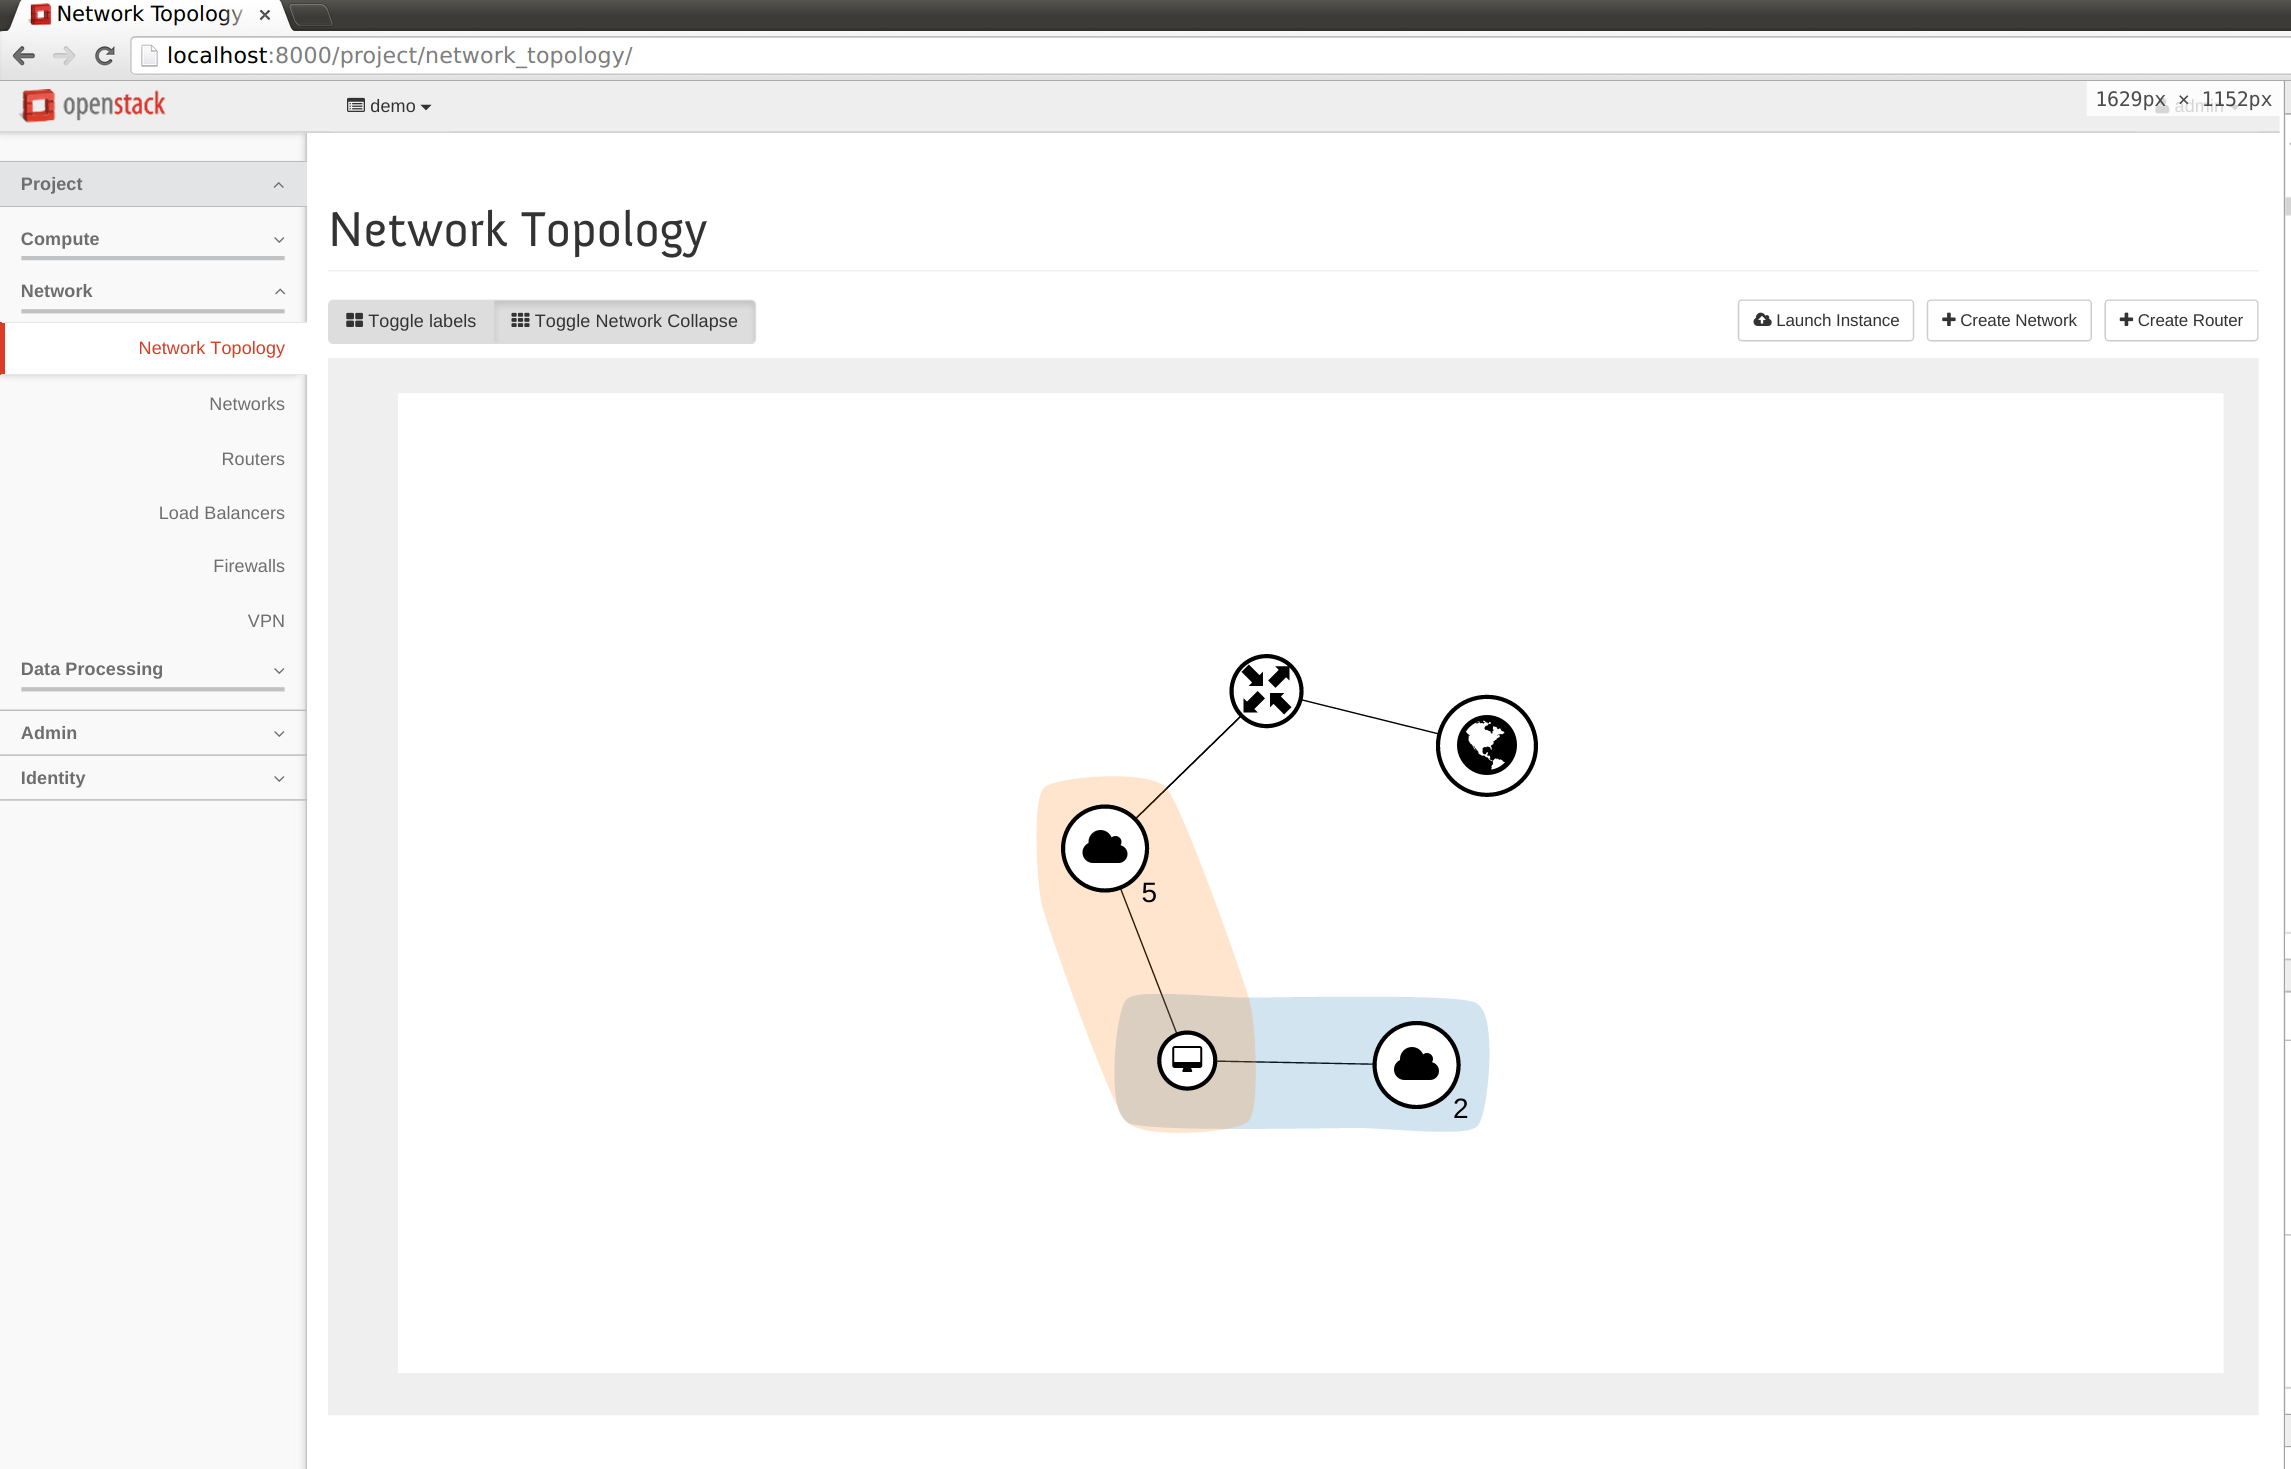 Network Topology ×
localhost:8000/project/network_topology/
openstack
demo
admin
1629px × 1152px
Project
Compute
Network
Network Topology
Networks
Routers
Load Balancers
Firewalls
VPN
Data Processing
Admin
Identity
Network Topology
Toggle labels
Toggle Network Collapse
Launch Instance
Create Network
Create Router
5
2